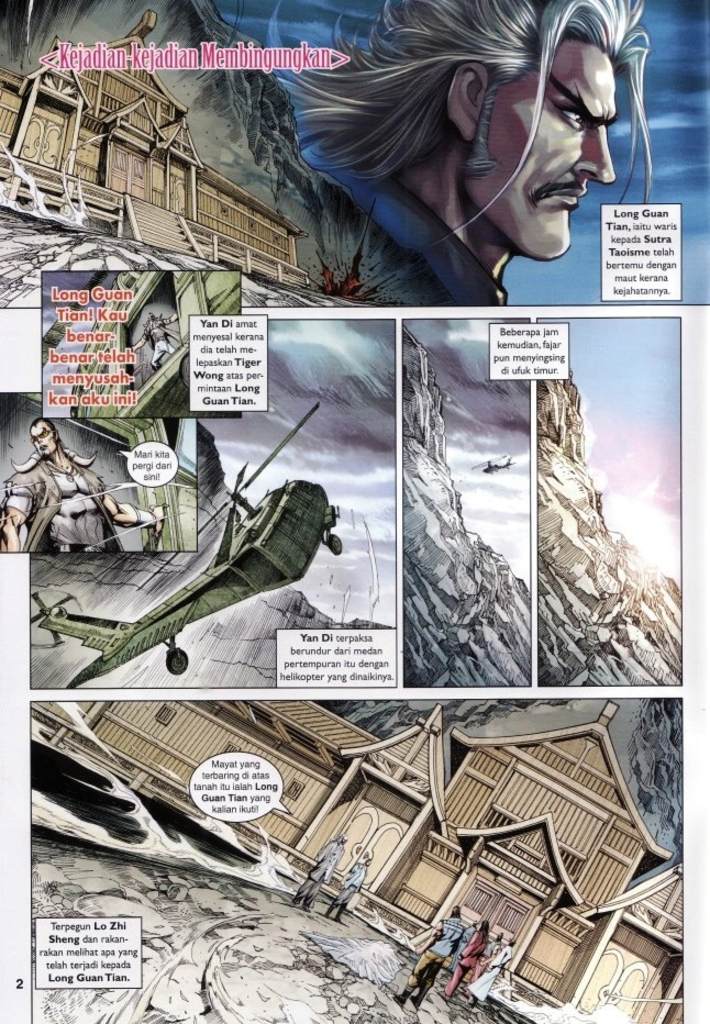 <Kejadian-kejadian Membingungkan>
Long Guan
Tian, iaitu waris
kepada Sutra
Taoisme telah
bertemu dengan
maut kerana
kejahatannya.
Long Guan
Tian! Kau
benar-
benar telah
menyusah-
kan aku ini!
Yan Di amat
menyesal kerana
dia telah me-
lepaskan Tiger
Wong atas per-
mintaan Long
Guan Tian.
Mari kita
pergi dari
sini!
Yan Di terpaksa
berundur dari medan
pertempuran itu dengan
helikopter yang dinaikinya.
Beberapa jam
kemudian, fajar
pun menyingsing
di ufuk timur.
Mayat yang
terbaring di atas
tanah itu ialah Long
Guan Tian yang
kalian ikuti!
Terpegun Lo Zhi
Sheng dan rakan-
rakan melihat apa yang
telah terjadi kepada
Long Guan Tian.
2